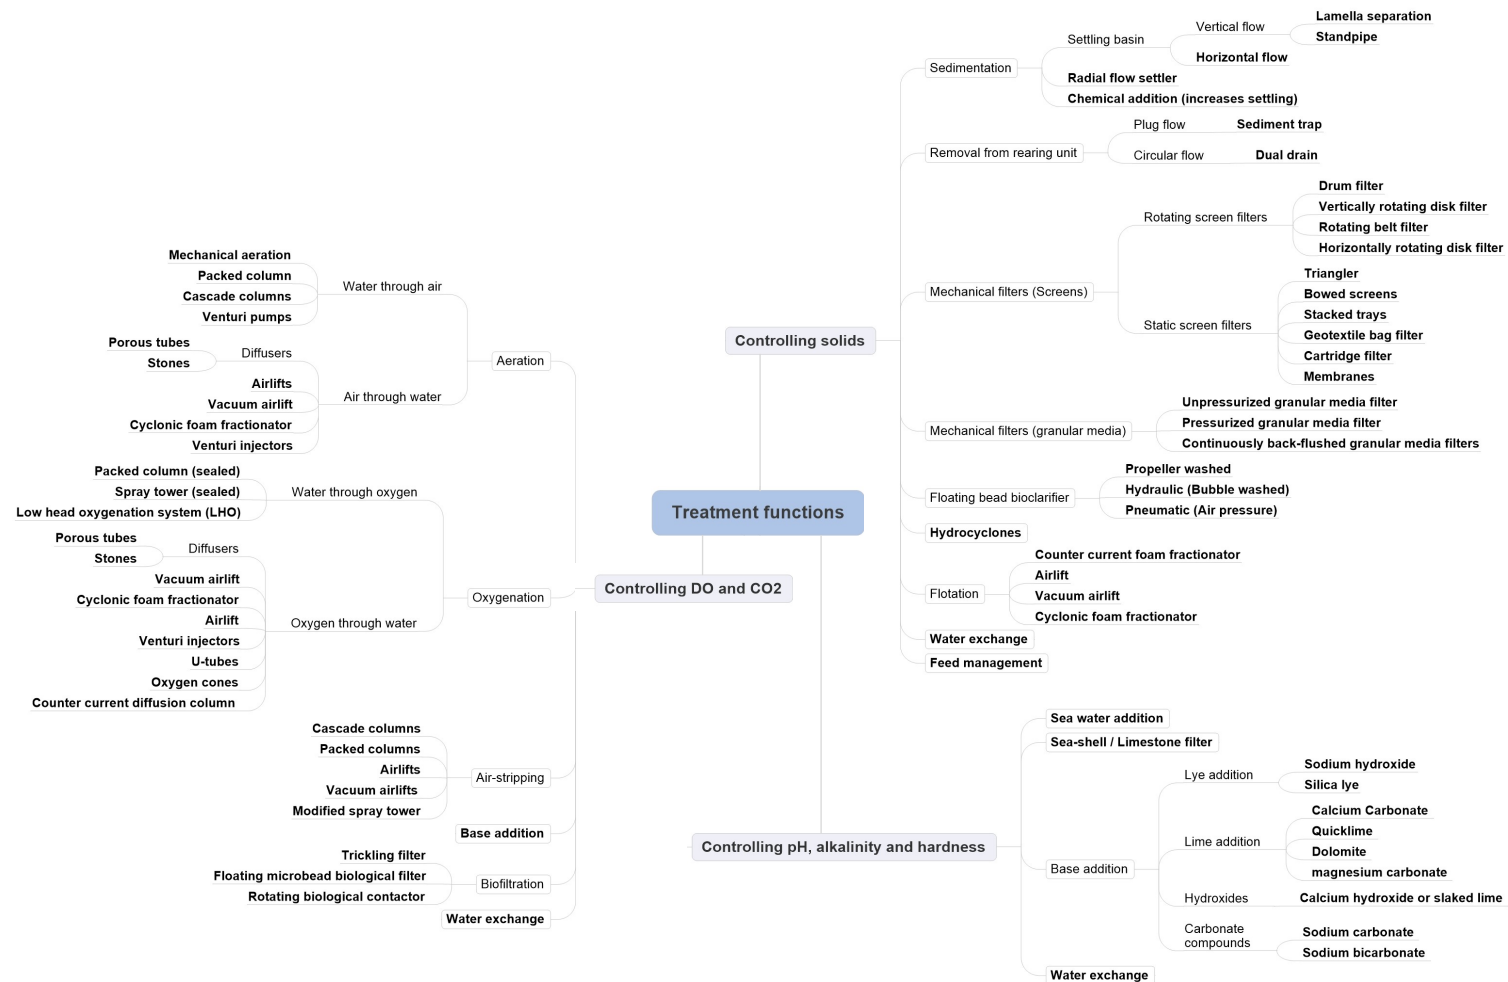 Treatment functions
Controlling solids
Sedimentation
Settling basin
Vertical flow
Lamella separation
Standpipe
Horizontal flow
Radial flow settler
Chemical addition (increases settling)
Removal from rearing unit
Plug flow
Sediment trap
Circular flow
Dual drain
Mechanical filters (Screens)
Rotating screen filters
Drum filter
Vertically rotating disk filter
Rotating belt filter
Horizontally rotating disk filter
Static screen filters
Triangler
Bowed screens
Stacked trays
Geotextile bag filter
Cartridge filter
Membranes
Mechanical filters (granular media)
Unpressurized granular media filter
Pressurized granular media filter
Continuously back-flushed granular media filters
Floating bead bioclarifier
Propeller washed
Hydraulic (Bubble washed)
Pneumatic (Air pressure)
Hydrocyclones
Flotation
Counter current foam fractionator
Airlift
Vacuum airlift
Cyclonic foam fractionator
Water exchange
Feed management
Controlling pH, alkalinity and hardness
Sea water addition
Sea-shell / Limestone filter
Base addition
Lye addition
Sodium hydroxide
Silica lye
Lime addition
Calcium Carbonate
Quicklime
Dolomite
magnesium carbonate
Hydroxides
Calcium hydroxide or slaked lime
Carbonate
compounds
Sodium carbonate
Sodium bicarbonate
Water exchange
Controlling DO and CO2
Aeration
Water through air
Mechanical aeration
Packed column
Cascade columns
Venturi pumps
Air through water
Diffusers
Porous tubes
Stones
Airlifts
Vacuum airlift
Cyclonic foam fractionator
Venturi injectors
Oxygenation
Water through oxygen
Packed column (sealed)
Spray tower (sealed)
Low head oxygenation system (LHO)
Oxygen through water
Diffusers
Porous tubes
Stones
Vacuum airlift
Cyclonic foam fractionator
Airlift
Venturi injectors
U-tubes
Oxygen cones
Counter current diffusion column
Air-stripping
Cascade columns
Packed columns
Airlifts
Vacuum airlifts
Modified spray tower
Base addition
Biofiltration
Trickling filter
Floating microbead biological filter
Rotating biological contactor
Water exchange